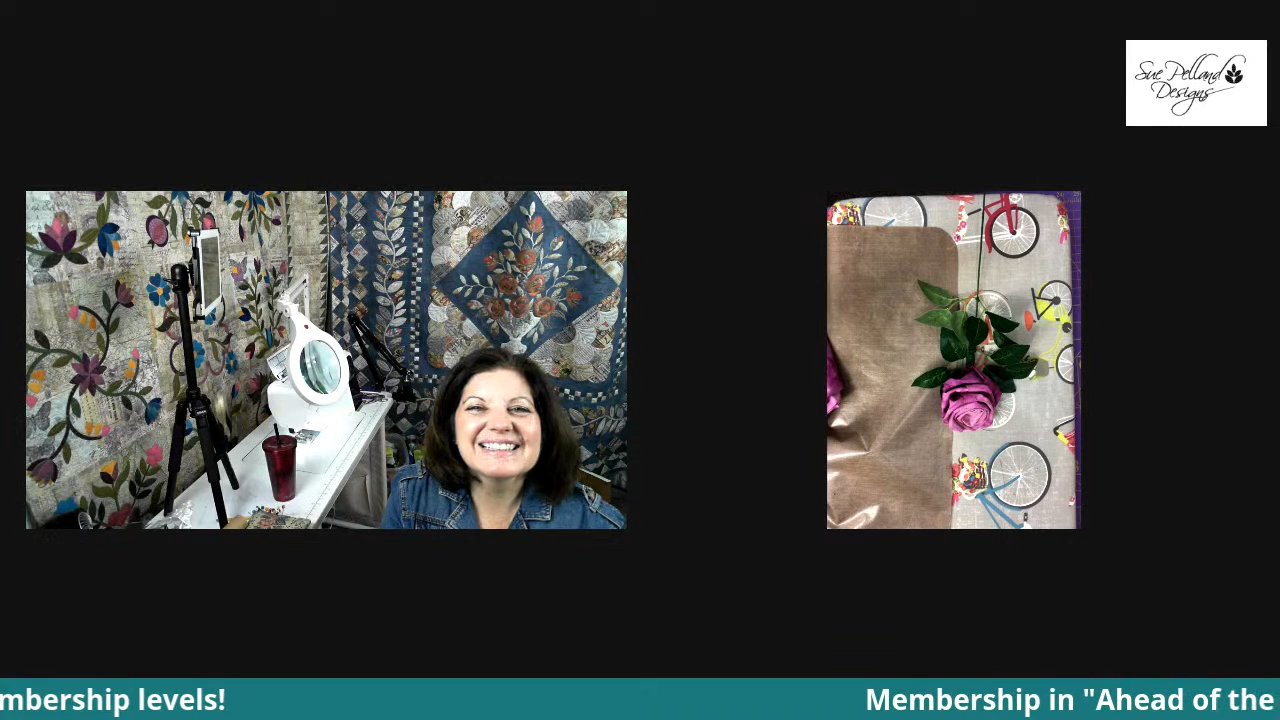 Sue Pelland
Designs
mbership levels!
Membership in "Ahead of the